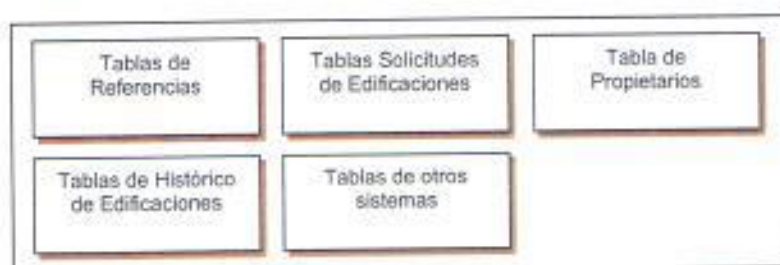 Tablas de
Referencias
Tablas Solicitudes
de Edificaciones
Tabla de
Propietarios
Tablas de Histórico
de Edificaciones
Tablas de otros
sistemas